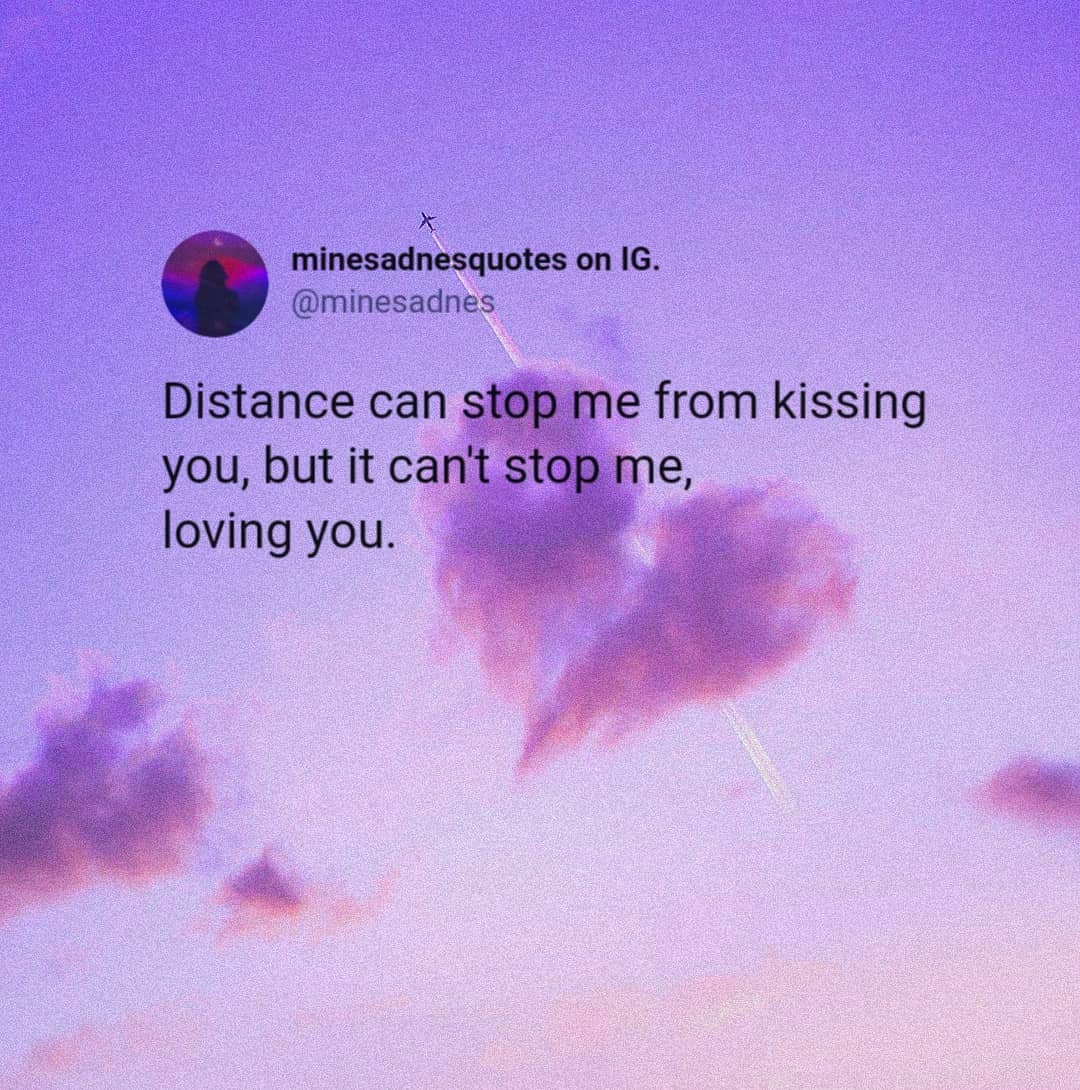 minesadnesquotes on IG.
@minesadnes
Distance can stop me from kissing
you, but it can't stop me,
loving you.